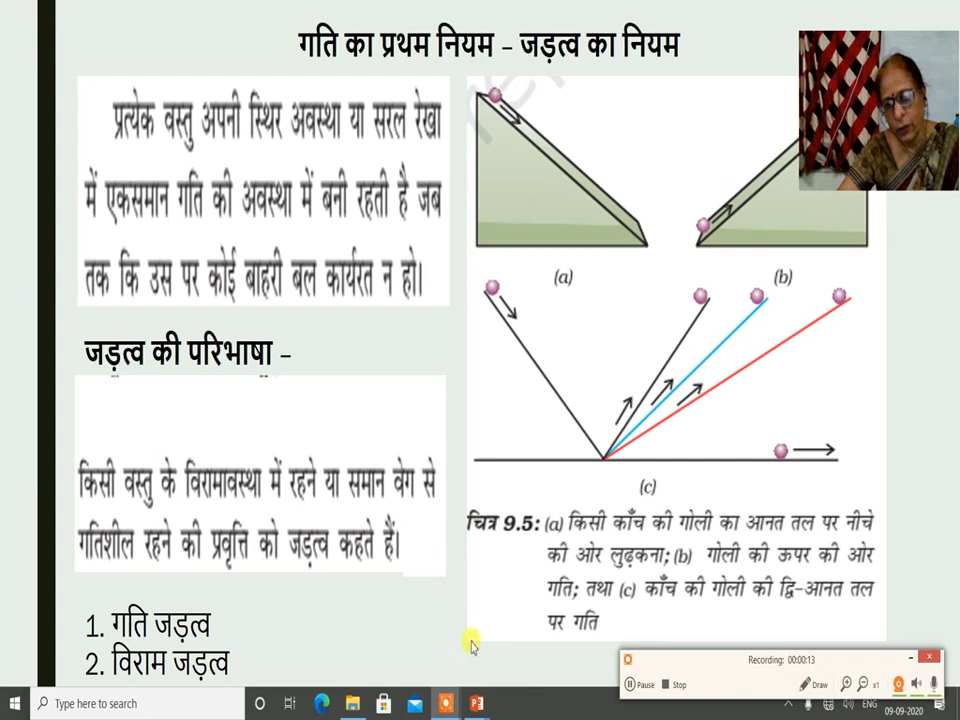 गति का प्रथम नियम – जड़त्व का नियम
प्रत्येक वस्तु अपनी स्थिर अवस्था या सरल रेखा
में एकसमान गति की अवस्था में बनी रहती है जब
तक कि उस पर कोई बाहरी बल कार्यरत न हो।
जड़त्व की परिभाषा –
किसी वस्तु के विरामावस्था में रहने या समान वेग से
गतिशील रहने की प्रवृत्ति को जड़त्व कहते हैं।
1. गति जड़त्व
2. विराम जड़त्व
(a)
(b)
(c)
चित्र 9.5: (a) किसी काँच की गोली का आनत तल पर नीचे
की ओर लुढ़कना; (b) गोली की ऊपर की ओर
गति; तथा (c) काँच की गोली की द्वि-आनत तल
पर गति
Recording: 00:00:13
Pause Stop Draw x1
Type here to search
ENG
09-09-2020